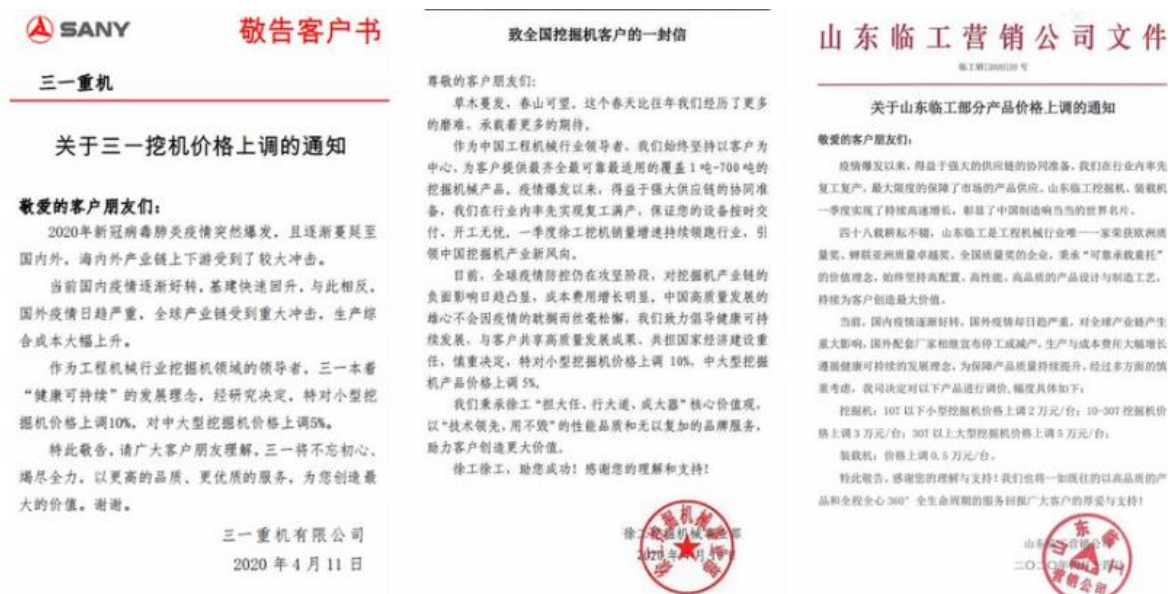 SANY
敬告客户书
三一重机
关于三一挖机价格上调的通知
敬爱的客户朋友们：
2020年新冠病毒肺炎疫情突然爆发，且逐渐蔓延至
国内外，海内外产业链上下游受到了较大冲击。
当前国内疫情逐渐好转，基建快速回升，与此相反，
国外疫情日趋严重，全球产业链受到重大冲击，生产综
合成本大幅上升。
作为工程机械行业挖掘机领域的领导者，三一本着
“健康可持续”的发展理念，经研究决定，特对小型挖
掘机价格上调10%，对中大型挖掘机价格上调5%。
特此敬告，请广大客户朋友理解，三一将不忘初心、
竭尽全力，以更高的品质、更优质的服务，为您创造最
大的价值。谢谢。
三一重机有限公司
2020 年 4 月 11 日
致全国挖掘机客户的一封信
尊敬的客户朋友们：
草木蔓发，春山可望。这个春天比往年我们经历了更多
的磨难，承载着更多的期待。
作为中国工程机械行业领导者，我们始终坚持以客户为
中心，为客户提供最齐全最可靠最适用的覆盖 1 吨-700 吨的
挖掘机械产品。疫情爆发以来，得益于强大供应链的协同准
备，我们在行业内率先实现复工满产，保证您的设备按时交
付、开工无忧，一季度徐工挖机销量增速持续领跑行业，引
领中国挖掘机产业新风向。
目前，全球疫情防控仍在攻坚阶段，对挖掘机产业链的
负面影响日趋凸显，成本费用增长明显，中国高质量发展的
雄心不会因疫情的耽搁而丝毫松懈，我们致力倡导健康可持
续发展、与客户共享高质量发展成果、共担国家经济建设重
任，慎重决定，特对小型挖掘机价格上调 10%，中大型挖掘
机产品价格上调 5%。
我们秉承徐工“担大任、行大道、成大器”核心价值观，
以“技术领先，用不毁”的性能品质和无以复加的品牌服务，
助力客户创造更大价值。
徐工徐工，助您成功！感谢您的理解和支持！
山东临工营销公司文件
临工销[2020]20 号
关于山东临工部分产品价格上调的通知
敬爱的客户朋友们：
疫情爆发以来，得益于强大的供应链的协同准备，我们在行业内率先
复工复产，最大限度的保障了市场的产品供应。山东临工挖掘机、装载机
一季度实现了持续高速增长，彰显了中国制造响当当的世界名片。
四十八载耕耘不辍，山东临工是工程机械行业唯一一家荣获欧洲质
量奖、蝉联亚洲质量卓越奖、全国质量奖的企业，秉承“可靠承载重托”
的价值理念，始终坚持高配置、高性能、高品质的产品设计与制造工艺，
持续为客户创造最大价值。
当前，国内疫情逐渐好转，国外疫情却日趋严重，对全球产业链产生
重大影响，国外配套厂家相继宣布停工或减产，生产与成本费用大幅增长
遵循健康可持续的发展理念，为保障产品质量持续提升，经过多方面的慎
重考虑，我司决定对以下产品进行调价，幅度具体如下：
挖掘机：10T 以下小型挖掘机价格上调 2 万元/台；10-30T 挖掘机价
格上调 3 万元/台；30T 以上大型挖掘机价格上调 5 万元/台；
装载机：价格上调 0.5 万元/台。
特此敬告，感谢您的理解与支持！我们也将一如既往的以高品质的产
品和全程全心 360° 全生命周期的服务回报广大客户的厚爱与支持！
山东临工
营销公司